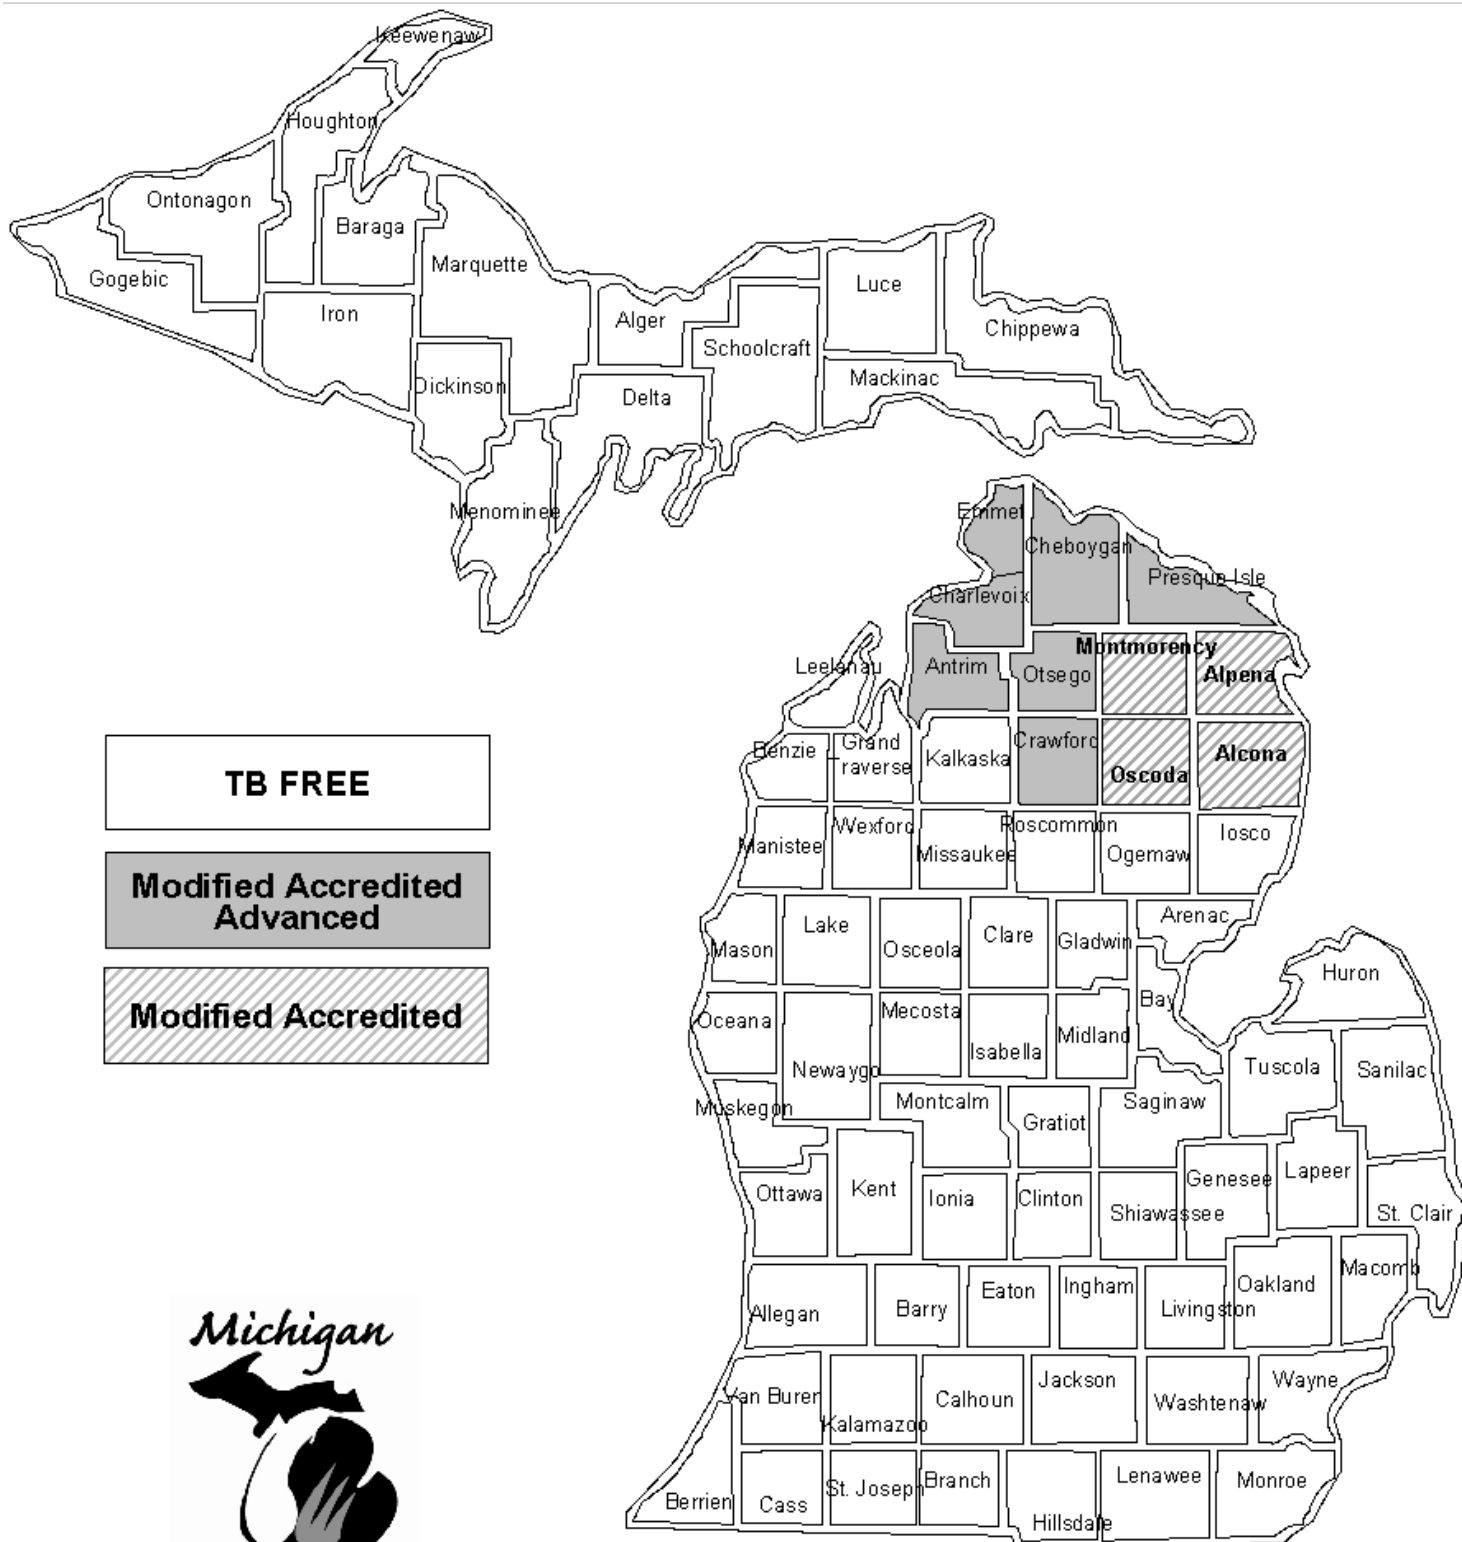 Keewenaw
Houghton
Ontonagon
Baraga
Gogebic
Marquette
Iron
Luce
Alger
Chippewa
Schoolcraft
Dickinson
Mackinac
Delta
Menominee
Emmet
Cheboygan
Presque Isle
Charlevoix
Leelanau
Antrim
Otsego
Montmorency
Alpena
Benzie
Grand
raverse
Kalkaska
Crawford
Oscoda
Alcona
TB FREE
Manistee
Wexford
Missaukee
Roscommon
Ogemaw
Iosco
Modified Accredited
Advanced
Mason
Lake
Osceola
Clare
Gladwin
Arenac
Huron
Modified Accredited
Oceana
Newaygo
Mecosta
Isabella
Midland
Bay
Tuscola
Sanilac
Muskegon
Montcalm
Gratiot
Saginaw
Ottawa
Kent
Ionia
Clinton
Shiawassee
Genesee
Lapeer
St. Clair
Allegan
Barry
Eaton
Ingham
Livingston
Oakland
Macomb
Michigan
Van Buren
Kalamazoo
Calhoun
Jackson
Washtenaw
Wayne
Berrien
Cass
St. Joseph
Branch
Hillsdale
Lenawee
Monroe